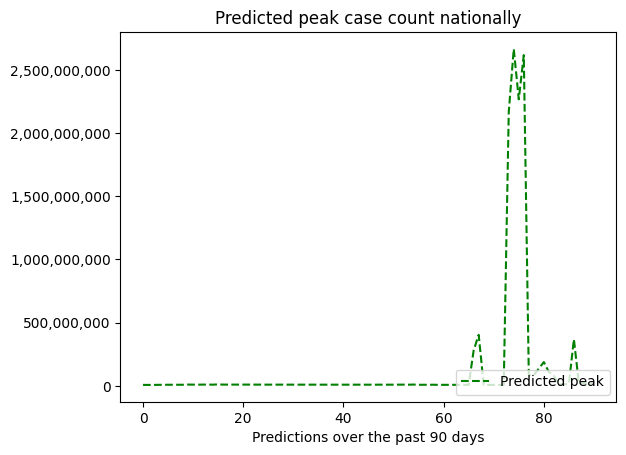 Predicted peak case count nationally
2,500,000,000
2,000,000,000
1,500,000,000
1,000,000,000
500,000,000
0
Predicted peak
0 20 40 60 80
Predictions over the past 90 days